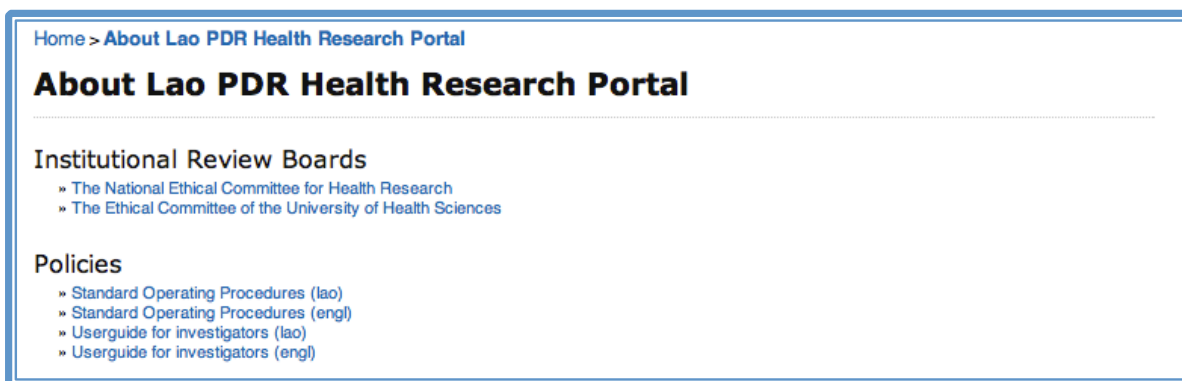 Home > About Lao PDR Health Research Portal
About Lao PDR Health Research Portal
Institutional Review Boards
» The National Ethical Committee for Health Research
» The Ethical Committee of the University of Health Sciences
Policies
» Standard Operating Procedures (lao)
» Standard Operating Procedures (engl)
» Userguide for investigators (lao)
» Userguide for investigators (engl)